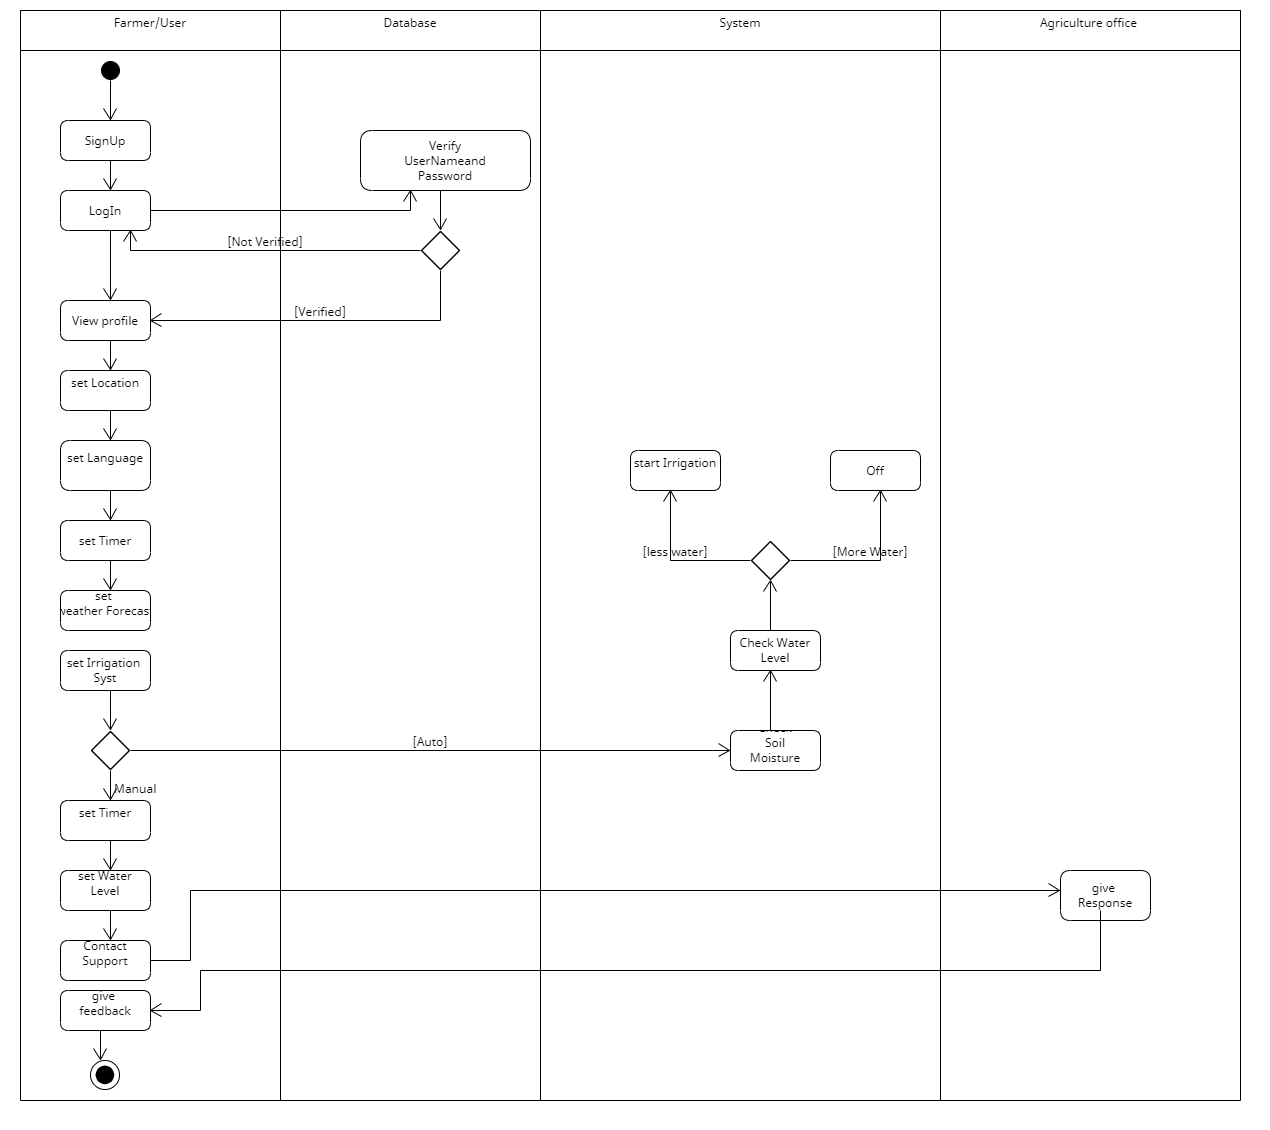 Farmer/User
Database
System
Agriculture office
SignUp
Verify
UserNameand
Password
LogIn
[Not Verified]
[Verified]
View profile
set Location
set Language
start Irrigation
Off
set Timer
[less water]
[More Water]
set
weather Forecast
Check Water
Level
set Irrigation
Syst
[Auto]
Soil
Moisture
Manual
set Timer
set Water
Level
give
Response
Contact
Support
give
feedback